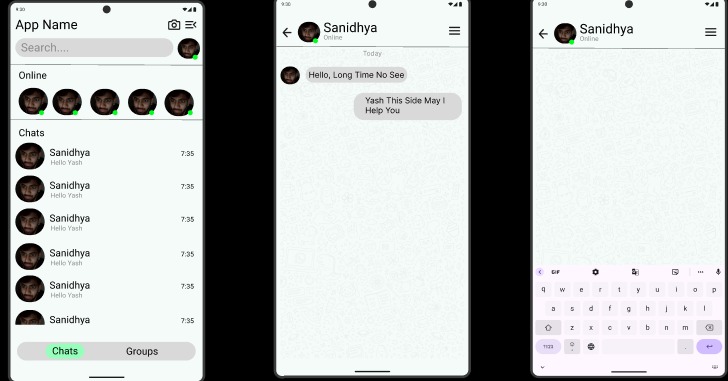 9:30
App Name
Search....
Online
Chats
Sanidhya
Hello Yash
7:35
Sanidhya
Hello Yash
7:35
Sanidhya
Hello Yash
7:35
Sanidhya
Hello Yash
7:35
Sanidhya
Hello Yash
7:35
Sanidhya
7:35
Chats
Groups
9:30
Sanidhya
Online
Today
Hello, Long Time No See
Yash This Side May I
Help You
9:30
Sanidhya
Online
GIF
q w e r t y u i o p
a s d f g h j k l
z x c v b n m
?123 , .